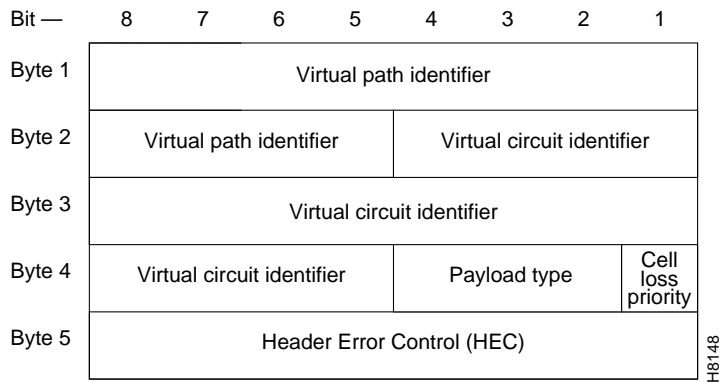 Bit — 8 7 6 5 4 3 2 1
Byte 1 Virtual path identifier
Byte 2 Virtual path identifier Virtual circuit identifier
Byte 3 Virtual circuit identifier
Byte 4 Virtual circuit identifier Payload type Cell
loss
priority
Byte 5 Header Error Control (HEC)
H8148